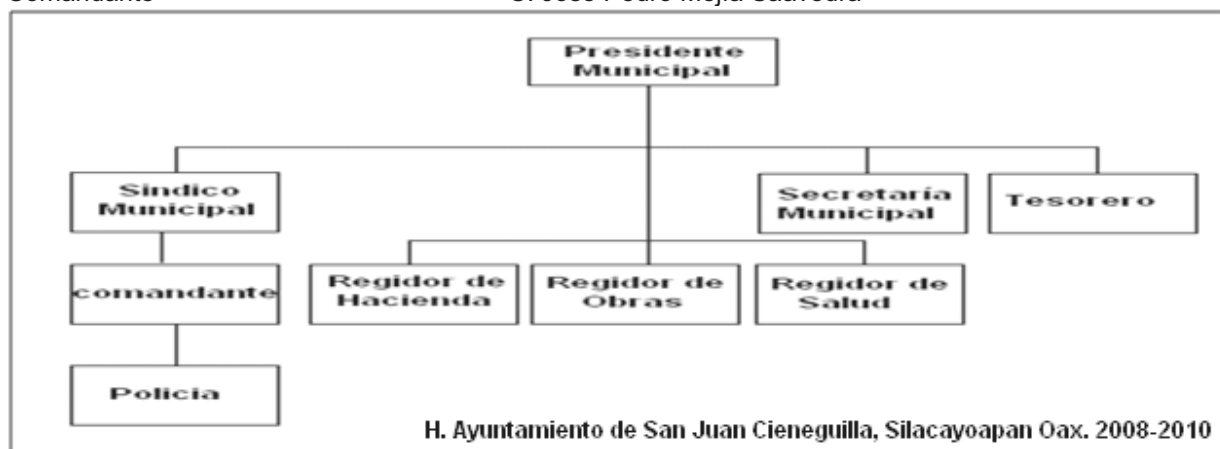 Presidente
Municipal
Sindico
Municipal
Secretaría
Municipal
Tesorero
comandante
Regidor de
Hacienda
Regidor de
Obras
Regidor de
Salud
Policia
H. Ayuntamiento de San Juan Cieneguilla, Silacayoapan Oax. 2008-2010